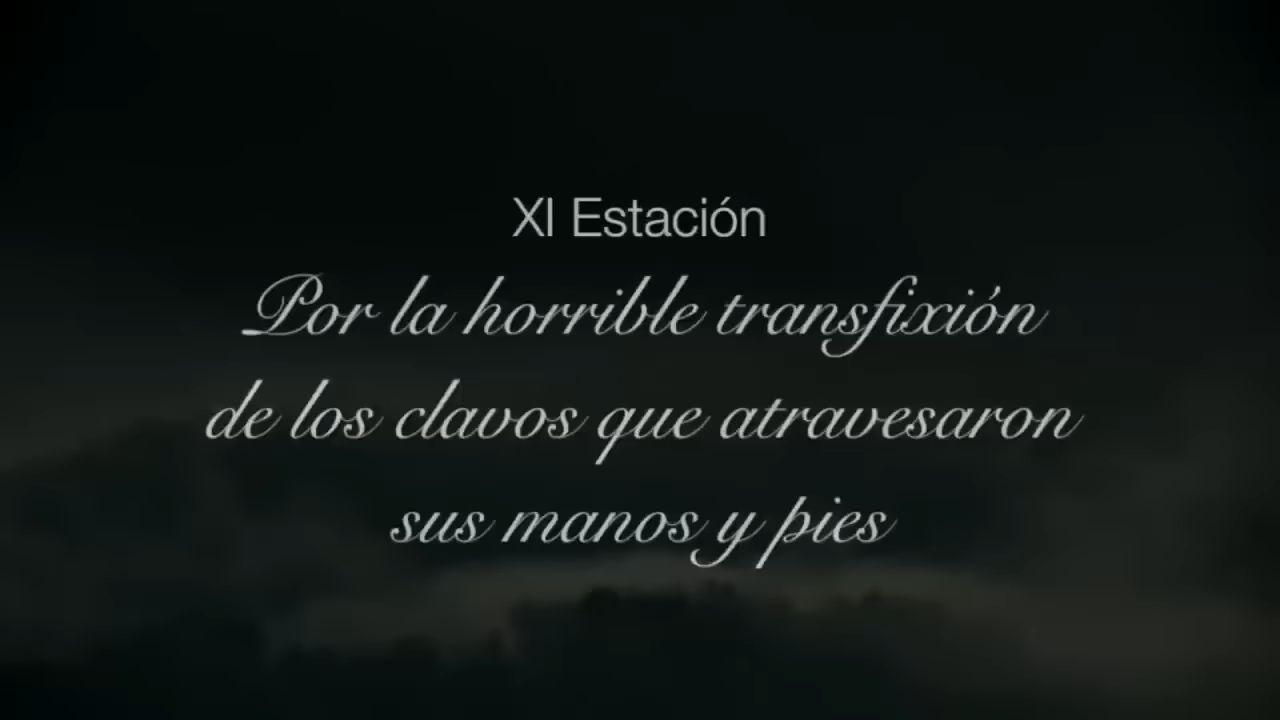 XI Estación
Por la horrible transfixión
de los clavos que atravesaron
sus manos y pies